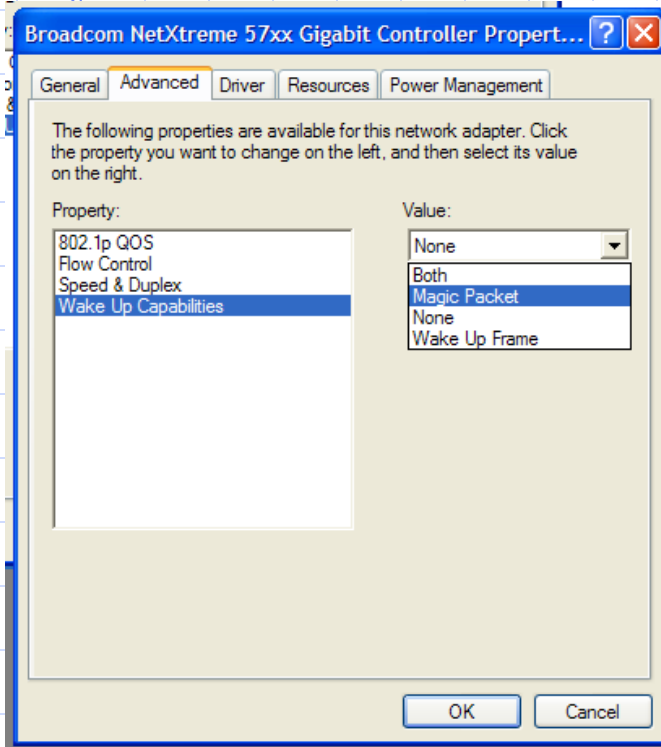 Broadcom NetXtreme 57xx Gigabit Controller Propert...
General Advanced Driver Resources Power Management
The following properties are available for this network adapter. Click
the property you want to change on the left, and then select its value
on the right.
Property:
Value:
802.1p QOS
Flow Control
Speed & Duplex
Wake Up Capabilities
None
Both
Magic Packet
None
Wake Up Frame
OK Cancel